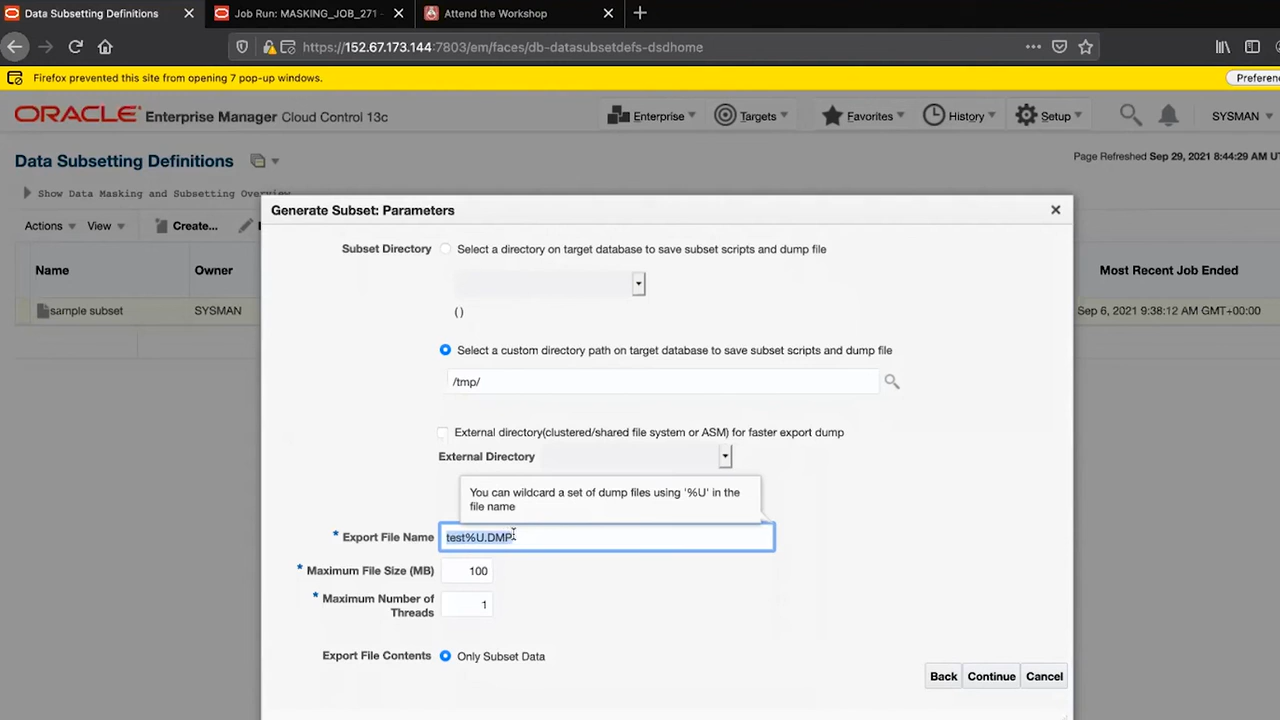 Data Subsetting Definitions
Job Run: MASKING_JOB_271 -
Attend the Workshop
https://152.67.173.144:7803/em/faces/db-datasubsetdefs-dsdhome
Firefox prevented this site from opening 7 pop-up windows.
ORACLE Enterprise Manager Cloud Control 13c
Enterprise
Targets
Favorites
History
Setup
SYSMAN
Data Subsetting Definitions
Page Refreshed Sep 29, 2021 8:44:29 AM
Show Data Masking and Subsetting Overview
Generate Subset: Parameters
Actions
View
Create...
Subset Directory
Select a directory on target database to save subset scripts and dump file
Name
Owner
Most Recent Job Ended
()
sample subset
SYSMAN
Sep 6, 2021 9:38:12 AM GMT+00:00
Select a custom directory path on target database to save subset scripts and dump file
/tmp/
External directory(clustered/shared file system or ASM) for faster export dump
External Directory
You can wildcard a set of dump files using '%U' in the
file name
* Export File Name test%U.DMP
* Maximum File Size (MB) 100
* Maximum Number of
Threads
1
Export File Contents
Only Subset Data
Back
Continue
Cancel